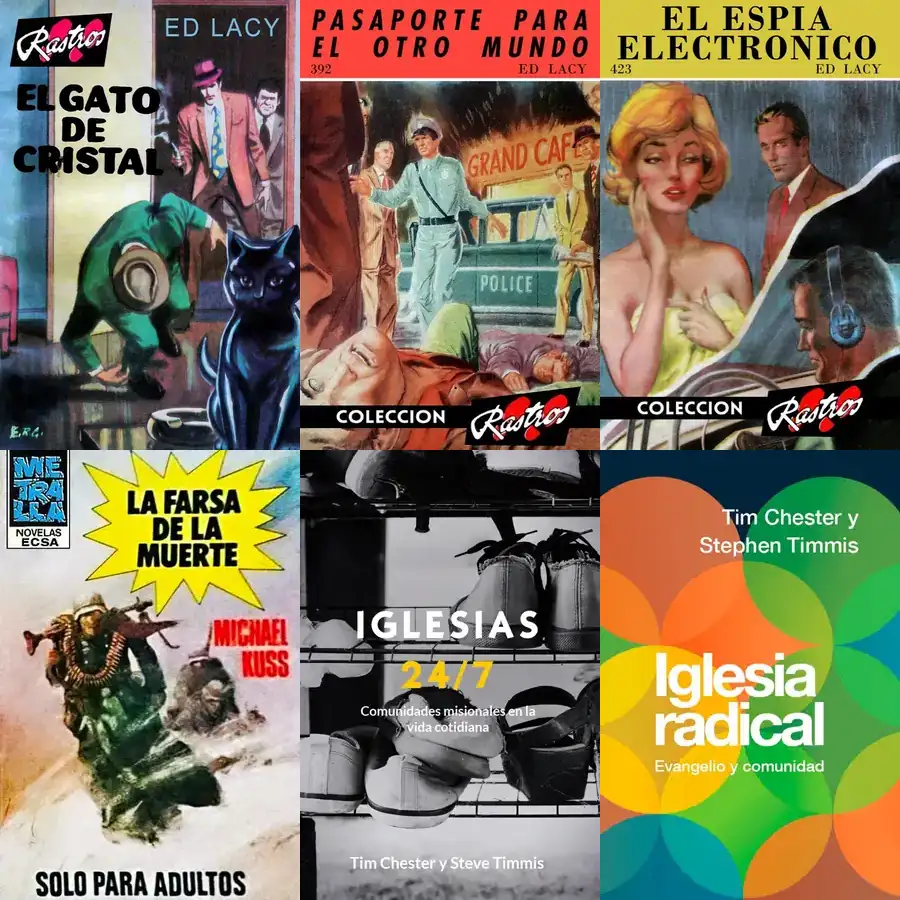 Rastros
ED LACY
EL GATO
DE
CRISTAL
E.R.G.
PASAPORTE PARA
EL OTRO MUNDO
392
ED LACY
GRAND CAFE
POLICE
COLECCION
Rastros
EL ESPIA
ELECTRONICO
423
ED LACY
COLECCION
Rastros
ME
TRA
LLA
NOVELAS
ECSA
LA FARSA
DE LA
MUERTE
MICHAEL
KUSS
SOLO PARA ADULTOS
IGLESIAS
24/7
Comunidades misionales en la
vida cotidiana
Tim Chester y Steve Timmis
Tim Chester y
Stephen Timmis
Iglesia
radical
Evangelio y comunidad